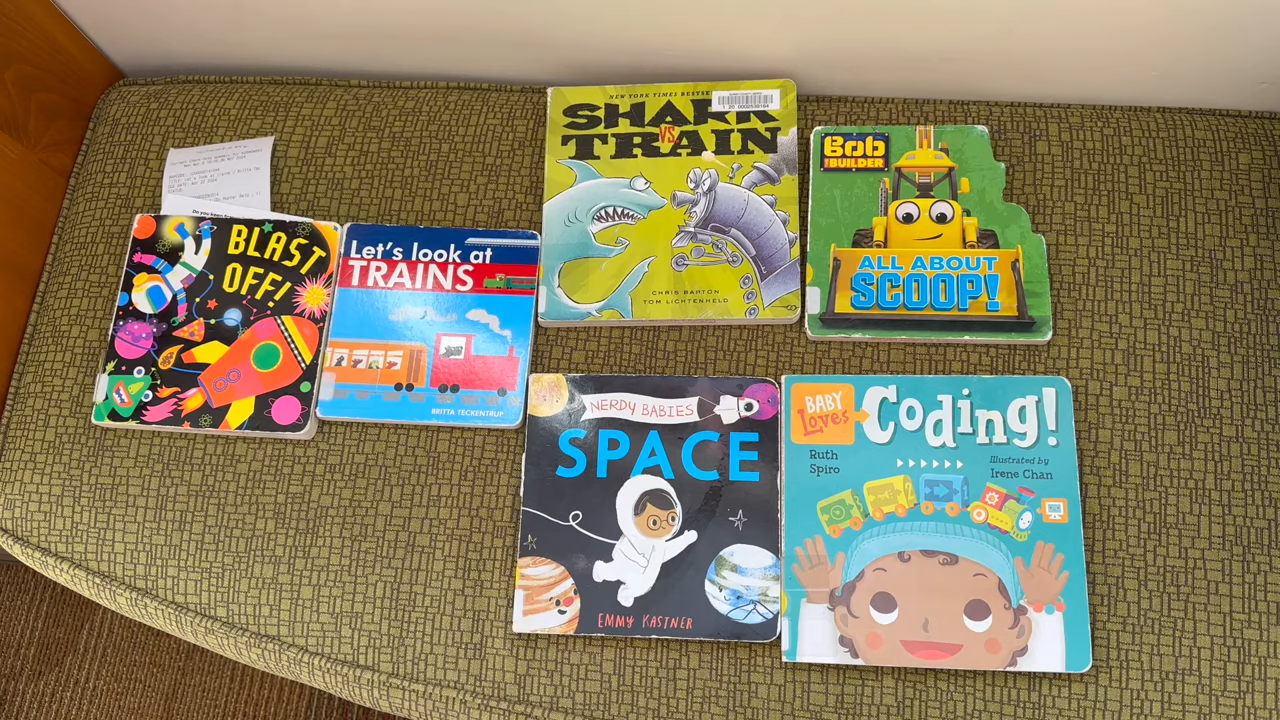 BLAST
OFF!
Let's look at
TRAINS
BRITTA TECKENTRUP
NEW YORK TIMES
SHARK
VS.
TRAIN
CHRIS BARTON
TOM LICHTENHELD
Bob
THE BUILDER
ALL ABOUT
SCOOP!
NERDY BABIES
SPACE
EMMY KASTNER
BABY
Loves
Coding!
Ruth
Spiro
Illustrated by
Irene Chan